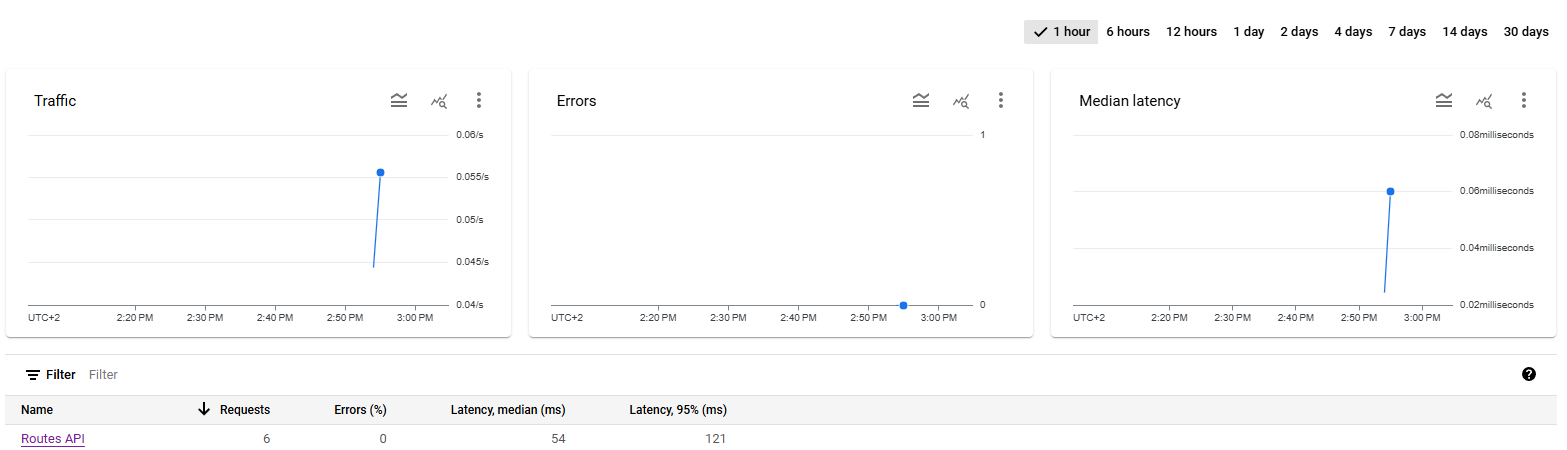 1 hour 6 hours 12 hours 1 day 2 days 4 days 7 days 14 days 30 days
Traffic
0.06/s
0.055/s
0.05/s
0.045/s
0.04/s
UTC+2 2:20 PM 2:30 PM 2:40 PM 2:50 PM 3:00 PM
Errors
1
0
UTC+2 2:20 PM 2:30 PM 2:40 PM 2:50 PM 3:00 PM
Median latency
0.08milliseconds
0.06milliseconds
0.04milliseconds
0.02milliseconds
UTC+2 2:20 PM 2:30 PM 2:40 PM 2:50 PM 3:00 PM
Filter Filter
Name Requests Errors (%) Latency, median (ms) Latency, 95% (ms)
Routes API 6 0 54 121